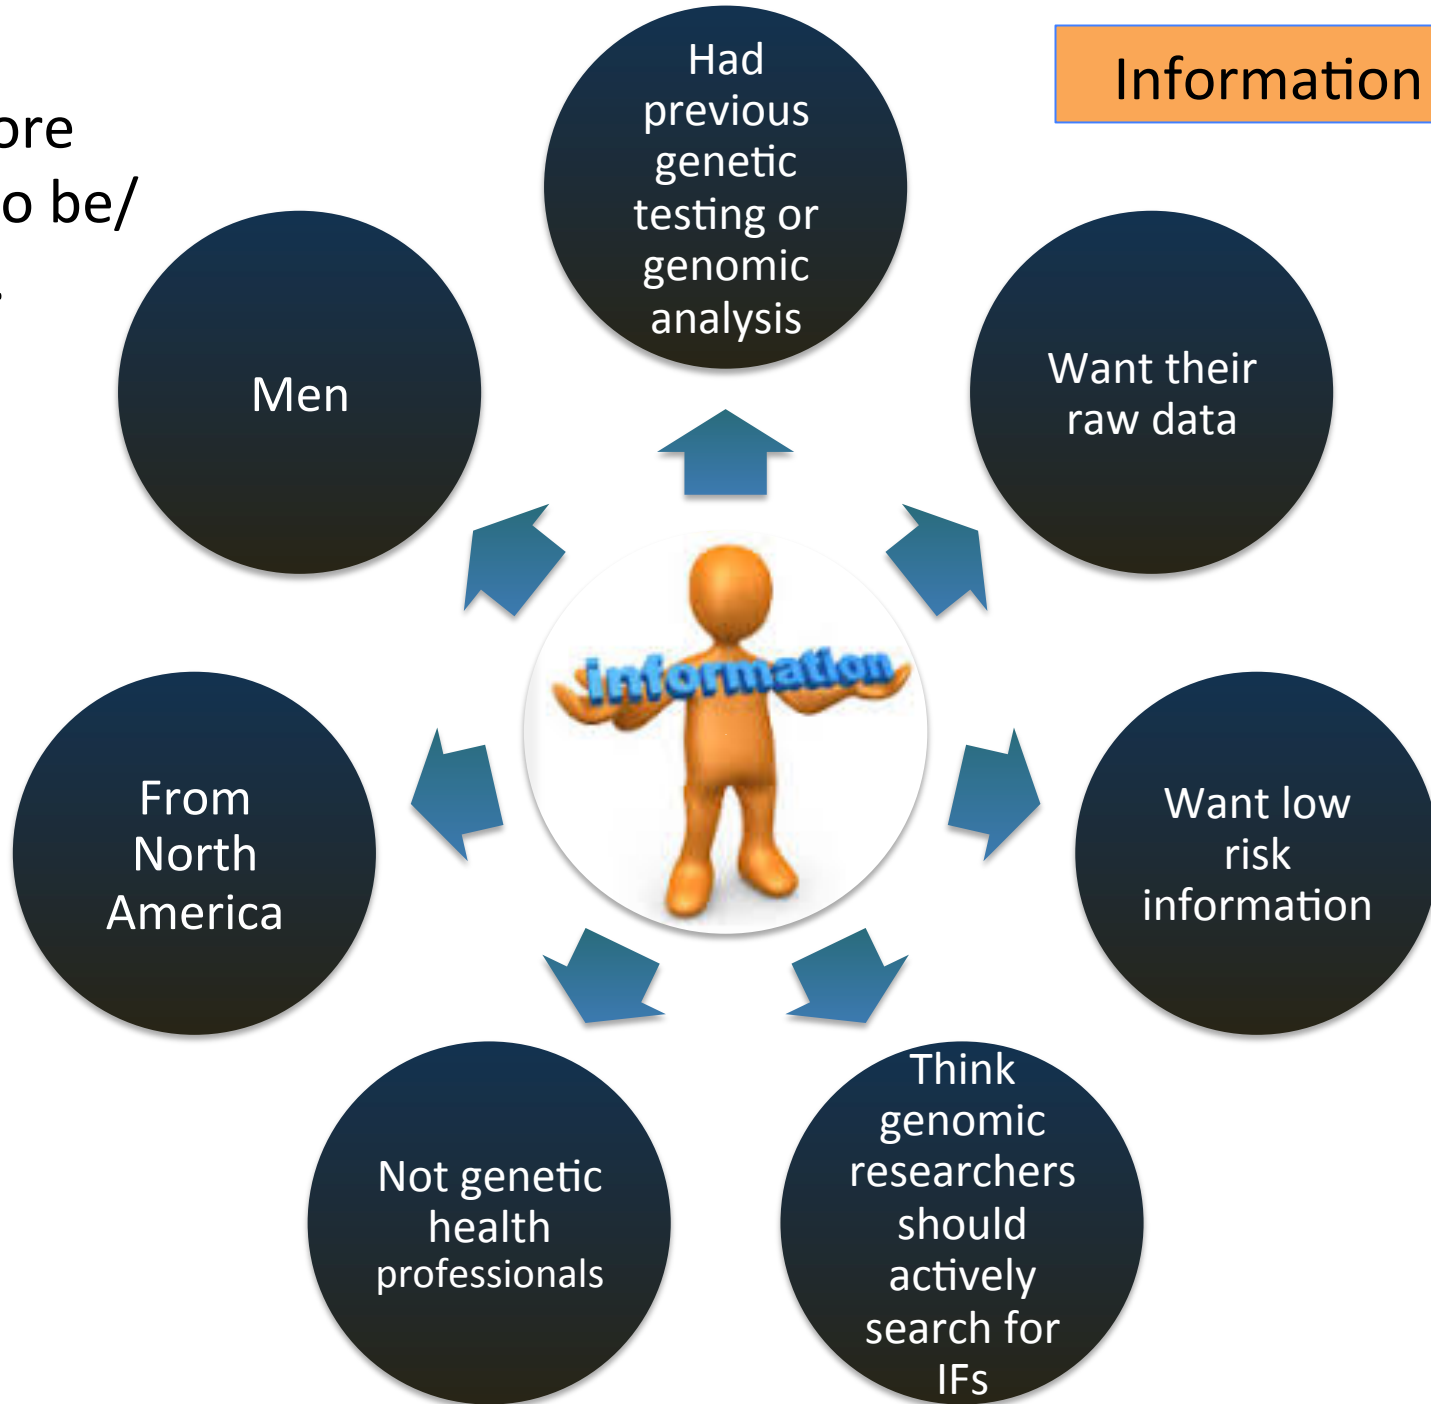 ore
o be/
.
Information
Had
previous
genetic
testing or
genomic
analysis
Men
Want their
raw data
information
From
North
America
Want low
risk
information
Not genetic
health
professionals
Think
genomic
researchers
should
actively
search for
IFs